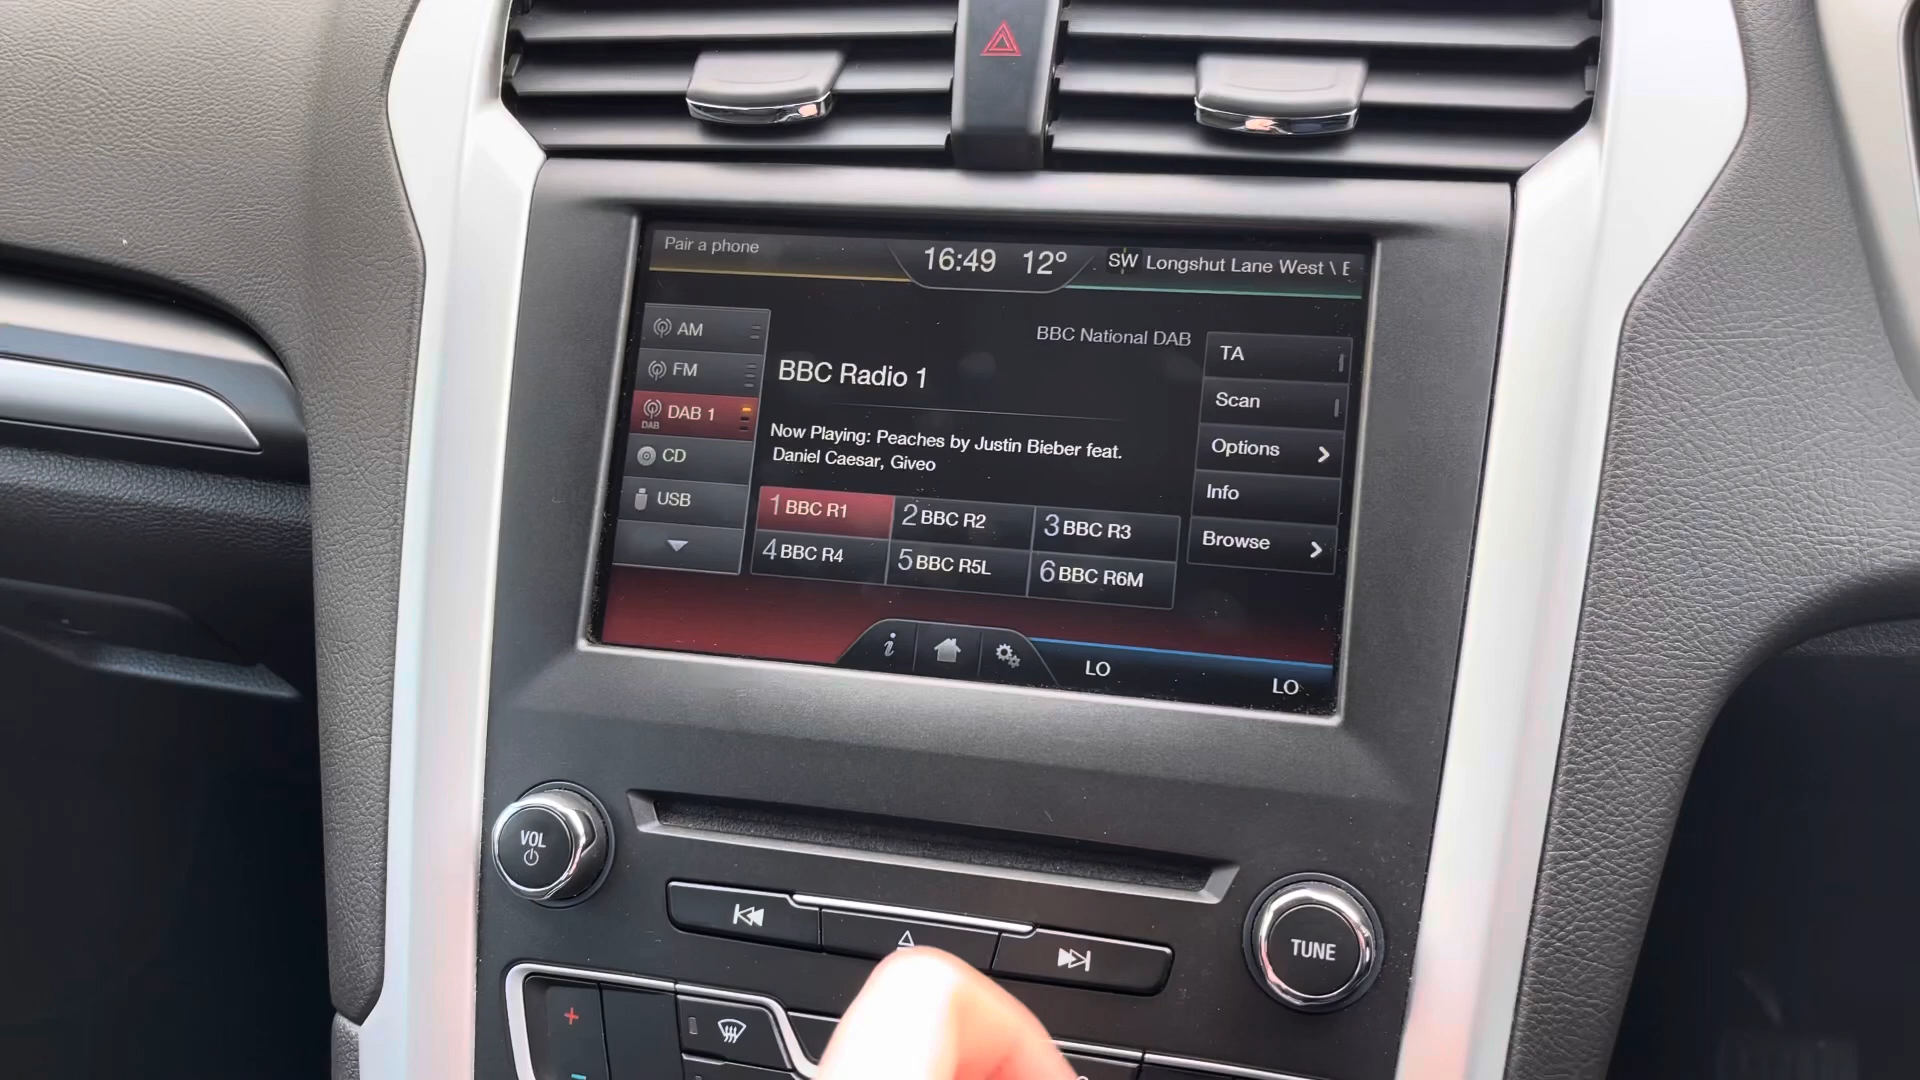 Pair a phone
16:49 12°
SW Longshut Lane West \ E
AM
FM
DAB 1
DAB
CD
USB
BBC National DAB
BBC Radio 1
Now Playing: Peaches by Justin Bieber feat.
Daniel Caesar, Giveo
1 BBC R1
2 BBC R2
3 BBC R3
4 BBC R4
5 BBC R5L
6 BBC R6M
TA
Scan
Options
Info
Browse
i
LO
LO
VOL
TUNE